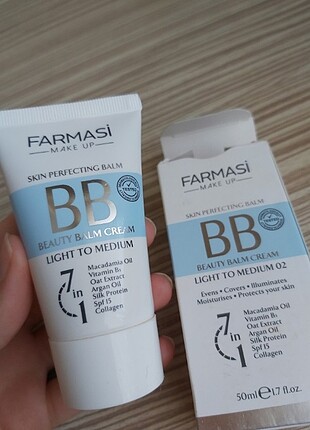 FARMASİ
MAKE UP
SKIN PERFECTING BALM
BB
BEAUTY BALM CREAM
LIGHT TO MEDIUM
7 in 1
Macadamia Oil
Vitamin B5
Oat Extract
Argan Oil
Silk Protein
Spf 15
Collagen
FARMASİ
MAKE UP
SKIN PERFECTING BALM
TESTED
BB
BEAUTY BALM CREAM
LIGHT TO MEDIUM 02
Evens • Covers • Illuminates
Moisturises • Protects your skin
7 in 1
Macadamia Oil
Vitamin B5
Oat Extract
Argan Oil
Silk Protein
Spf 15
Collagen
50ml℮1.7 fl.oz.